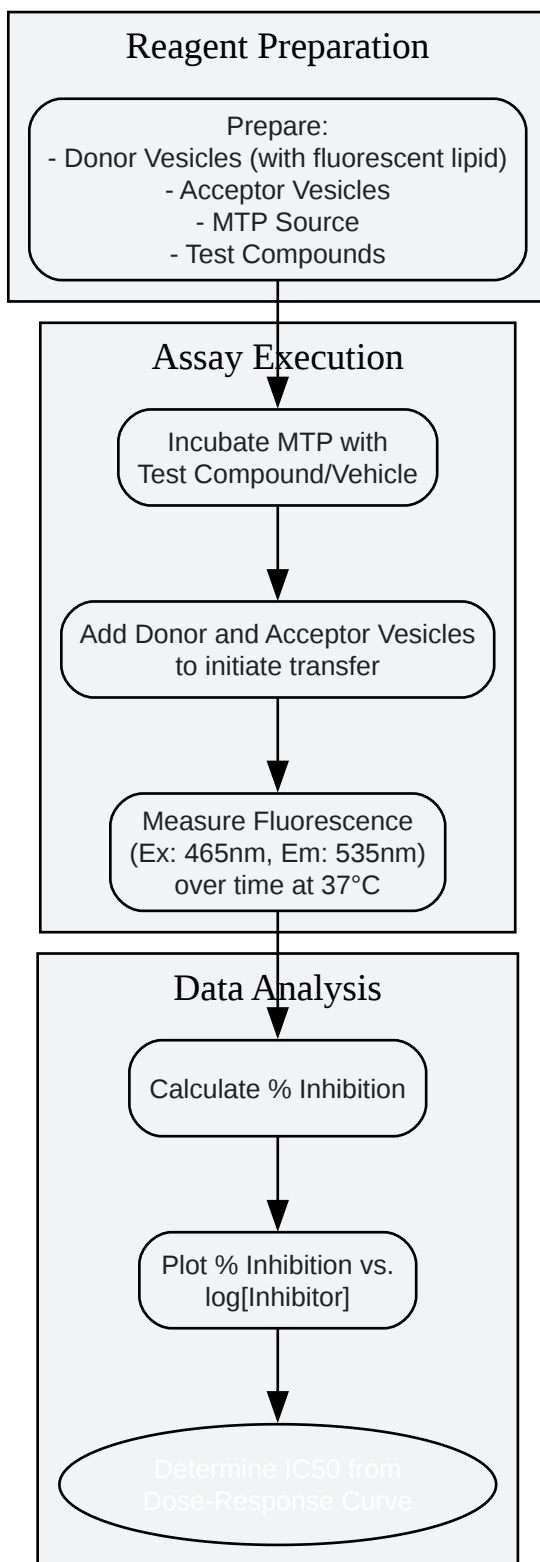 Reagent Preparation
Prepare:
- Donor Vesicles (with fluorescent lipid)
- Acceptor Vesicles
- MTP Source
- Test Compounds
Assay Execution
Incubate MTP with
Test Compound/Vehicle
Add Donor and Acceptor Vesicles
to initiate transfer
Measure Fluorescence
(Ex: 465nm, Em: 535nm)
over time at 37°C
Data Analysis
Calculate % Inhibition
Plot % Inhibition vs.
log[Inhibitor]
Determine IC50 from
Dose-Response Curve